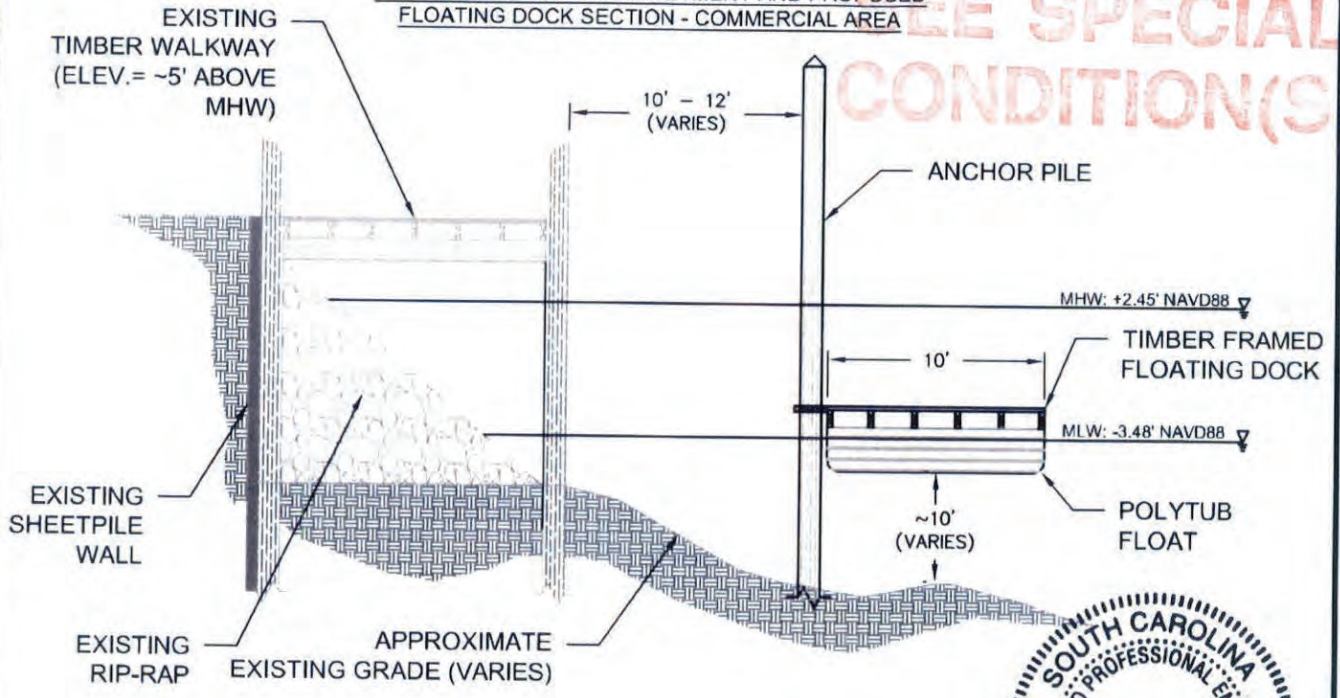 AND PROPOSED
FLOATING DOCK SECTION - COMMERCIAL AREA
SPECIAL
CONDITION(S
EXISTING
TIMBER WALKWAY
(ELEV.= ~5' ABOVE
MHW)
10' - 12'
(VARIES)
ANCHOR PILE
MHW: +2.45' NAVD88
TIMBER FRAMED
FLOATING DOCK
10'
MLW: -3.48' NAVD88
EXISTING
SHEETPILE
WALL
POLYTUB
FLOAT
~10'
(VARIES)
EXISTING
RIP-RAP
APPROXIMATE
EXISTING GRADE (VARIES)
SOUTH CAROLINA
PROFESSIONAL